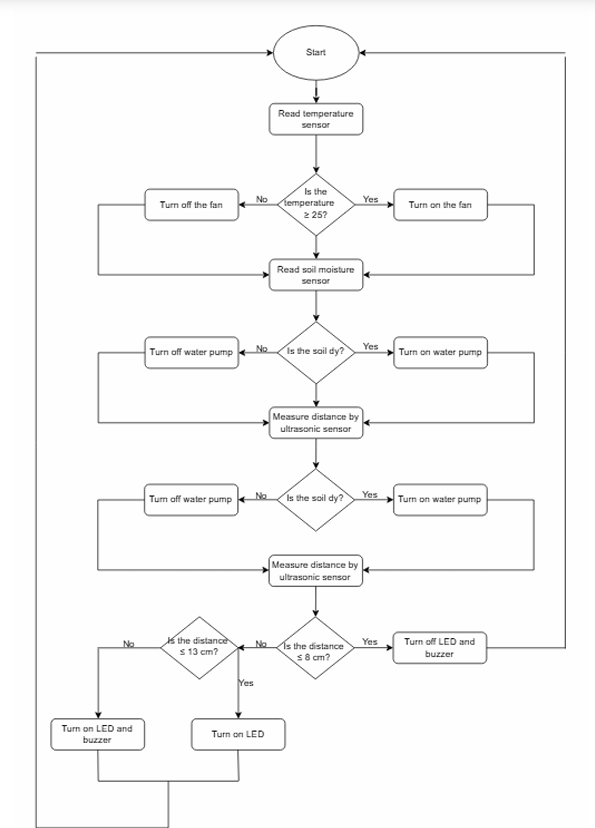 Start
Read temperature
sensor
Is the
temperature
≥ 25?
No
Yes
Turn off the fan
Turn on the fan
Read soil moisture
sensor
Is the soil dy?
No
Yes
Turn off water pump
Turn on water pump
Measure distance by
ultrasonic sensor
Is the soil dy?
No
Yes
Turn off water pump
Turn on water pump
Measure distance by
ultrasonic sensor
Is the distance
≤ 8 cm?
No
Yes
Turn off LED and
buzzer
Is the distance
≤ 13 cm?
No
Yes
Turn on LED and
buzzer
Turn on LED